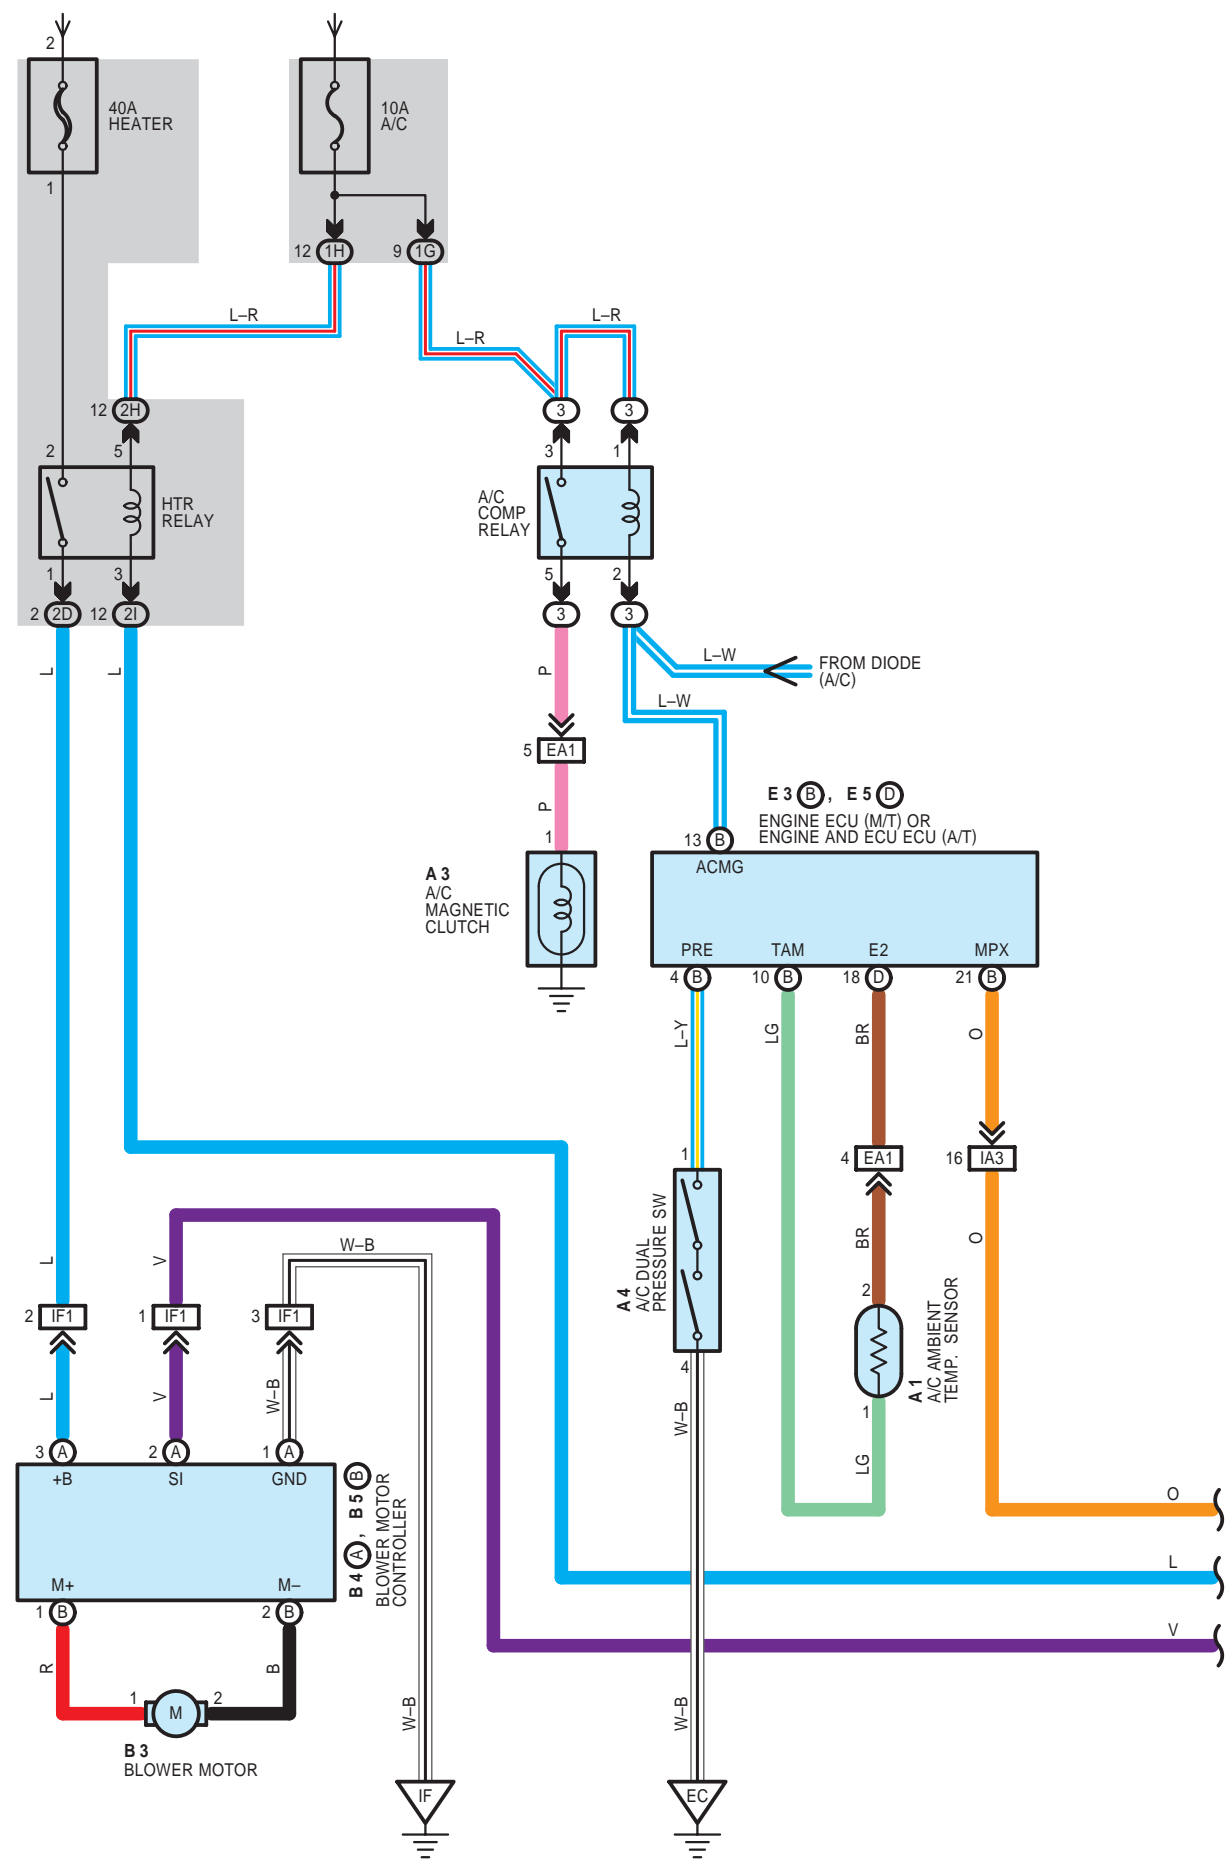 2
40A
HEATER
10A
A/C
1
12 1H
9 1G
L–R
L–R
L–R
12 2H
3
3
2
5
3
1
HTR
RELAY
A/C
COMP
RELAY
1
3
5
2
2 2D
12 2I
3
3
L
L
P
L–W
FROM DIODE
(A/C)
L–W
5 EA1
P
E 3 B , E 5 D
ENGINE ECU (M/T) OR
ENGINE AND ECU ECU (A/T)
1
13 B
ACMG
A 3
A/C
MAGNETIC
CLUTCH
PRE
TAM
E2
MPX
4 B
10 B
18 D
21 B
L–Y
LG
BR
O
1
4 EA1
16 IA3
A 4
A/C DUAL
PRESSURE SW
BR
O
L
V
W–B
2
2 IF1
1 IF1
3 IF1
A 1
A/C AMBIENT
TEMP. SENSOR
4
L
V
W–B
W–B
1
LG
3 A
2 A
1 A
+B
SI
GND
B 4 A , B 5 B
BLOWER MOTOR
CONTROLLER
O
L
M+
M–
1 B
2 B
V
R
B
1
2
M
W–B
W–B
B 3
BLOWER MOTOR
IF
EC